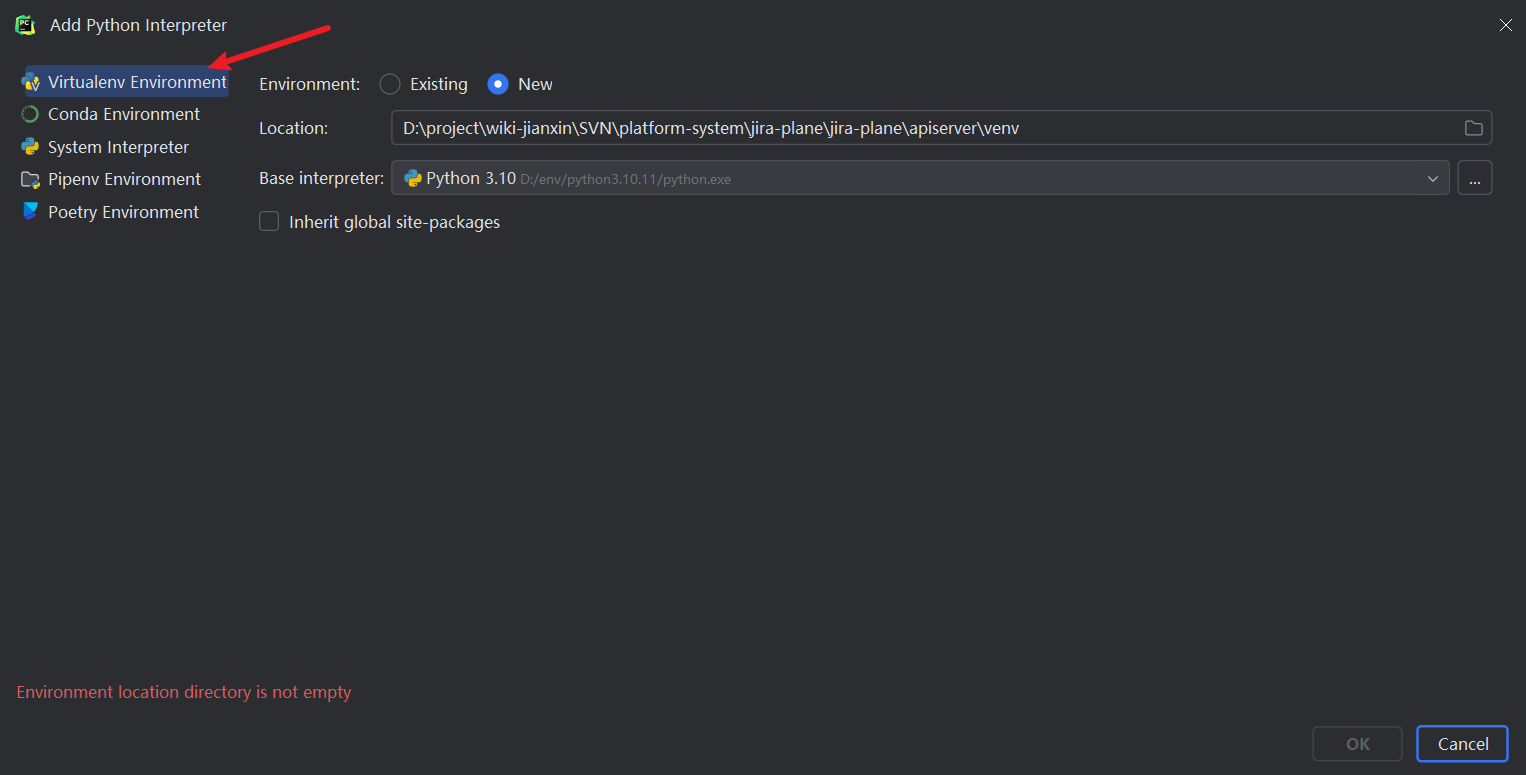 Add Python Interpreter
Virtualenv Environment
Conda Environment
System Interpreter
Pipenv Environment
Poetry Environment
Environment: Existing New
Location: D:\project\wiki-jianxin\SVN\platform-system\jira-plane\jira-plane\apiserver\venv
Base interpreter: Python 3.10 D:/env/python3.10.11/python.exe ...
Inherit global site-packages
Environment location directory is not empty
OK Cancel